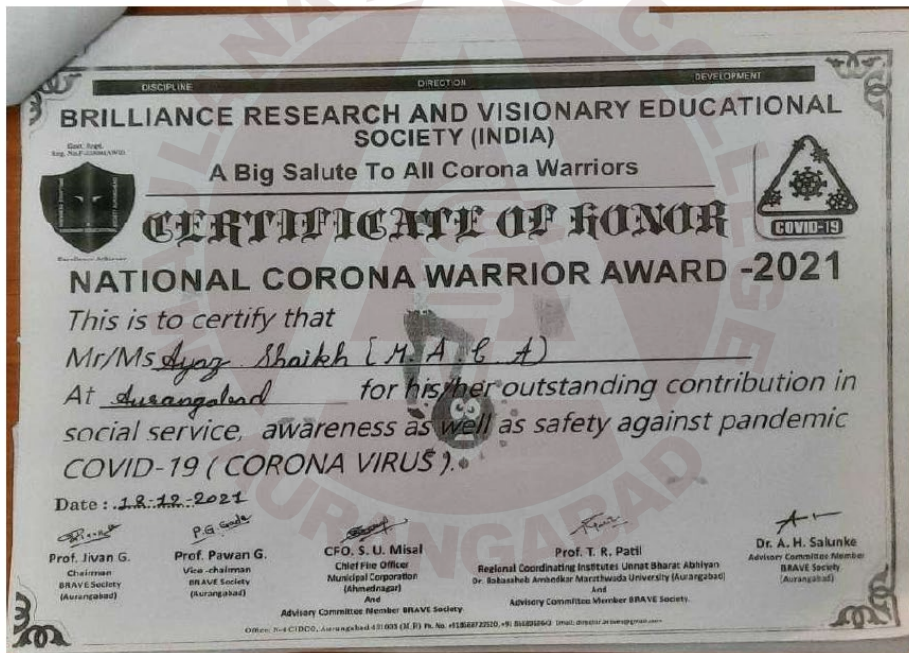 DISCIPLINE DIRECTION DEVELOPMENT
BRILLIANCE RESEARCH AND VISIONARY EDUCATIONAL
SOCIETY (INDIA)
Govt. Regd.
A Big Salute To All Corona Warriors
CERTIFICATE OF HONOR
COVID-19
NATIONAL CORONA WARRIOR AWARD -2021
This is to certify that
Mr/Ms Ayaz Shaikh (M. A. C. A)
At Aurangabad for his/her outstanding contribution in
social service, awareness as well as safety against pandemic
COVID-19 ( CORONA VIRUS ).
Date : 18-12-2021
P.G. Gade
Prof. Jivan G.
Chairman
BRAVE Society
(Aurangabad)
Prof. Pawan G.
Vice -chairman
BRAVE Society
(Aurangabad)
CFO. S. U. Misal
Chief Fire Officer
Municipal Corporation
(Ahmednagar)
And
Advisory Committee Member BRAVE Society
Prof. T. R. Patil
Regional Coordinating Institutes Unnat Bharat Abhiyan
Dr. Babasaheb Ambedkar Marathwada University (Aurangabad)
And
Advisory Committee Member BRAVE Society.
Dr. A. H. Salunke
Advisory Committee Member
BRAVE Society
(Aurangabad)
COLLEGE
AURANGABAD